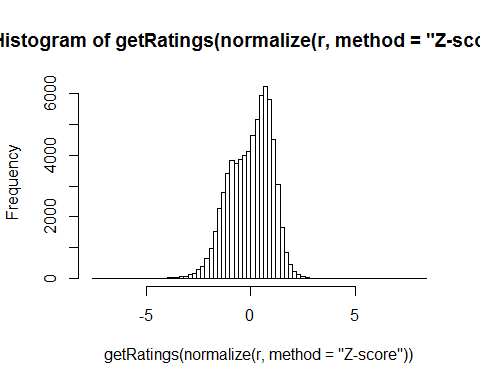 Histogram of getRatings(normalize(r, method = "Z-sco
6000
4000
2000
0
Frequency
-5 0 5
getRatings(normalize(r, method = "Z-score"))